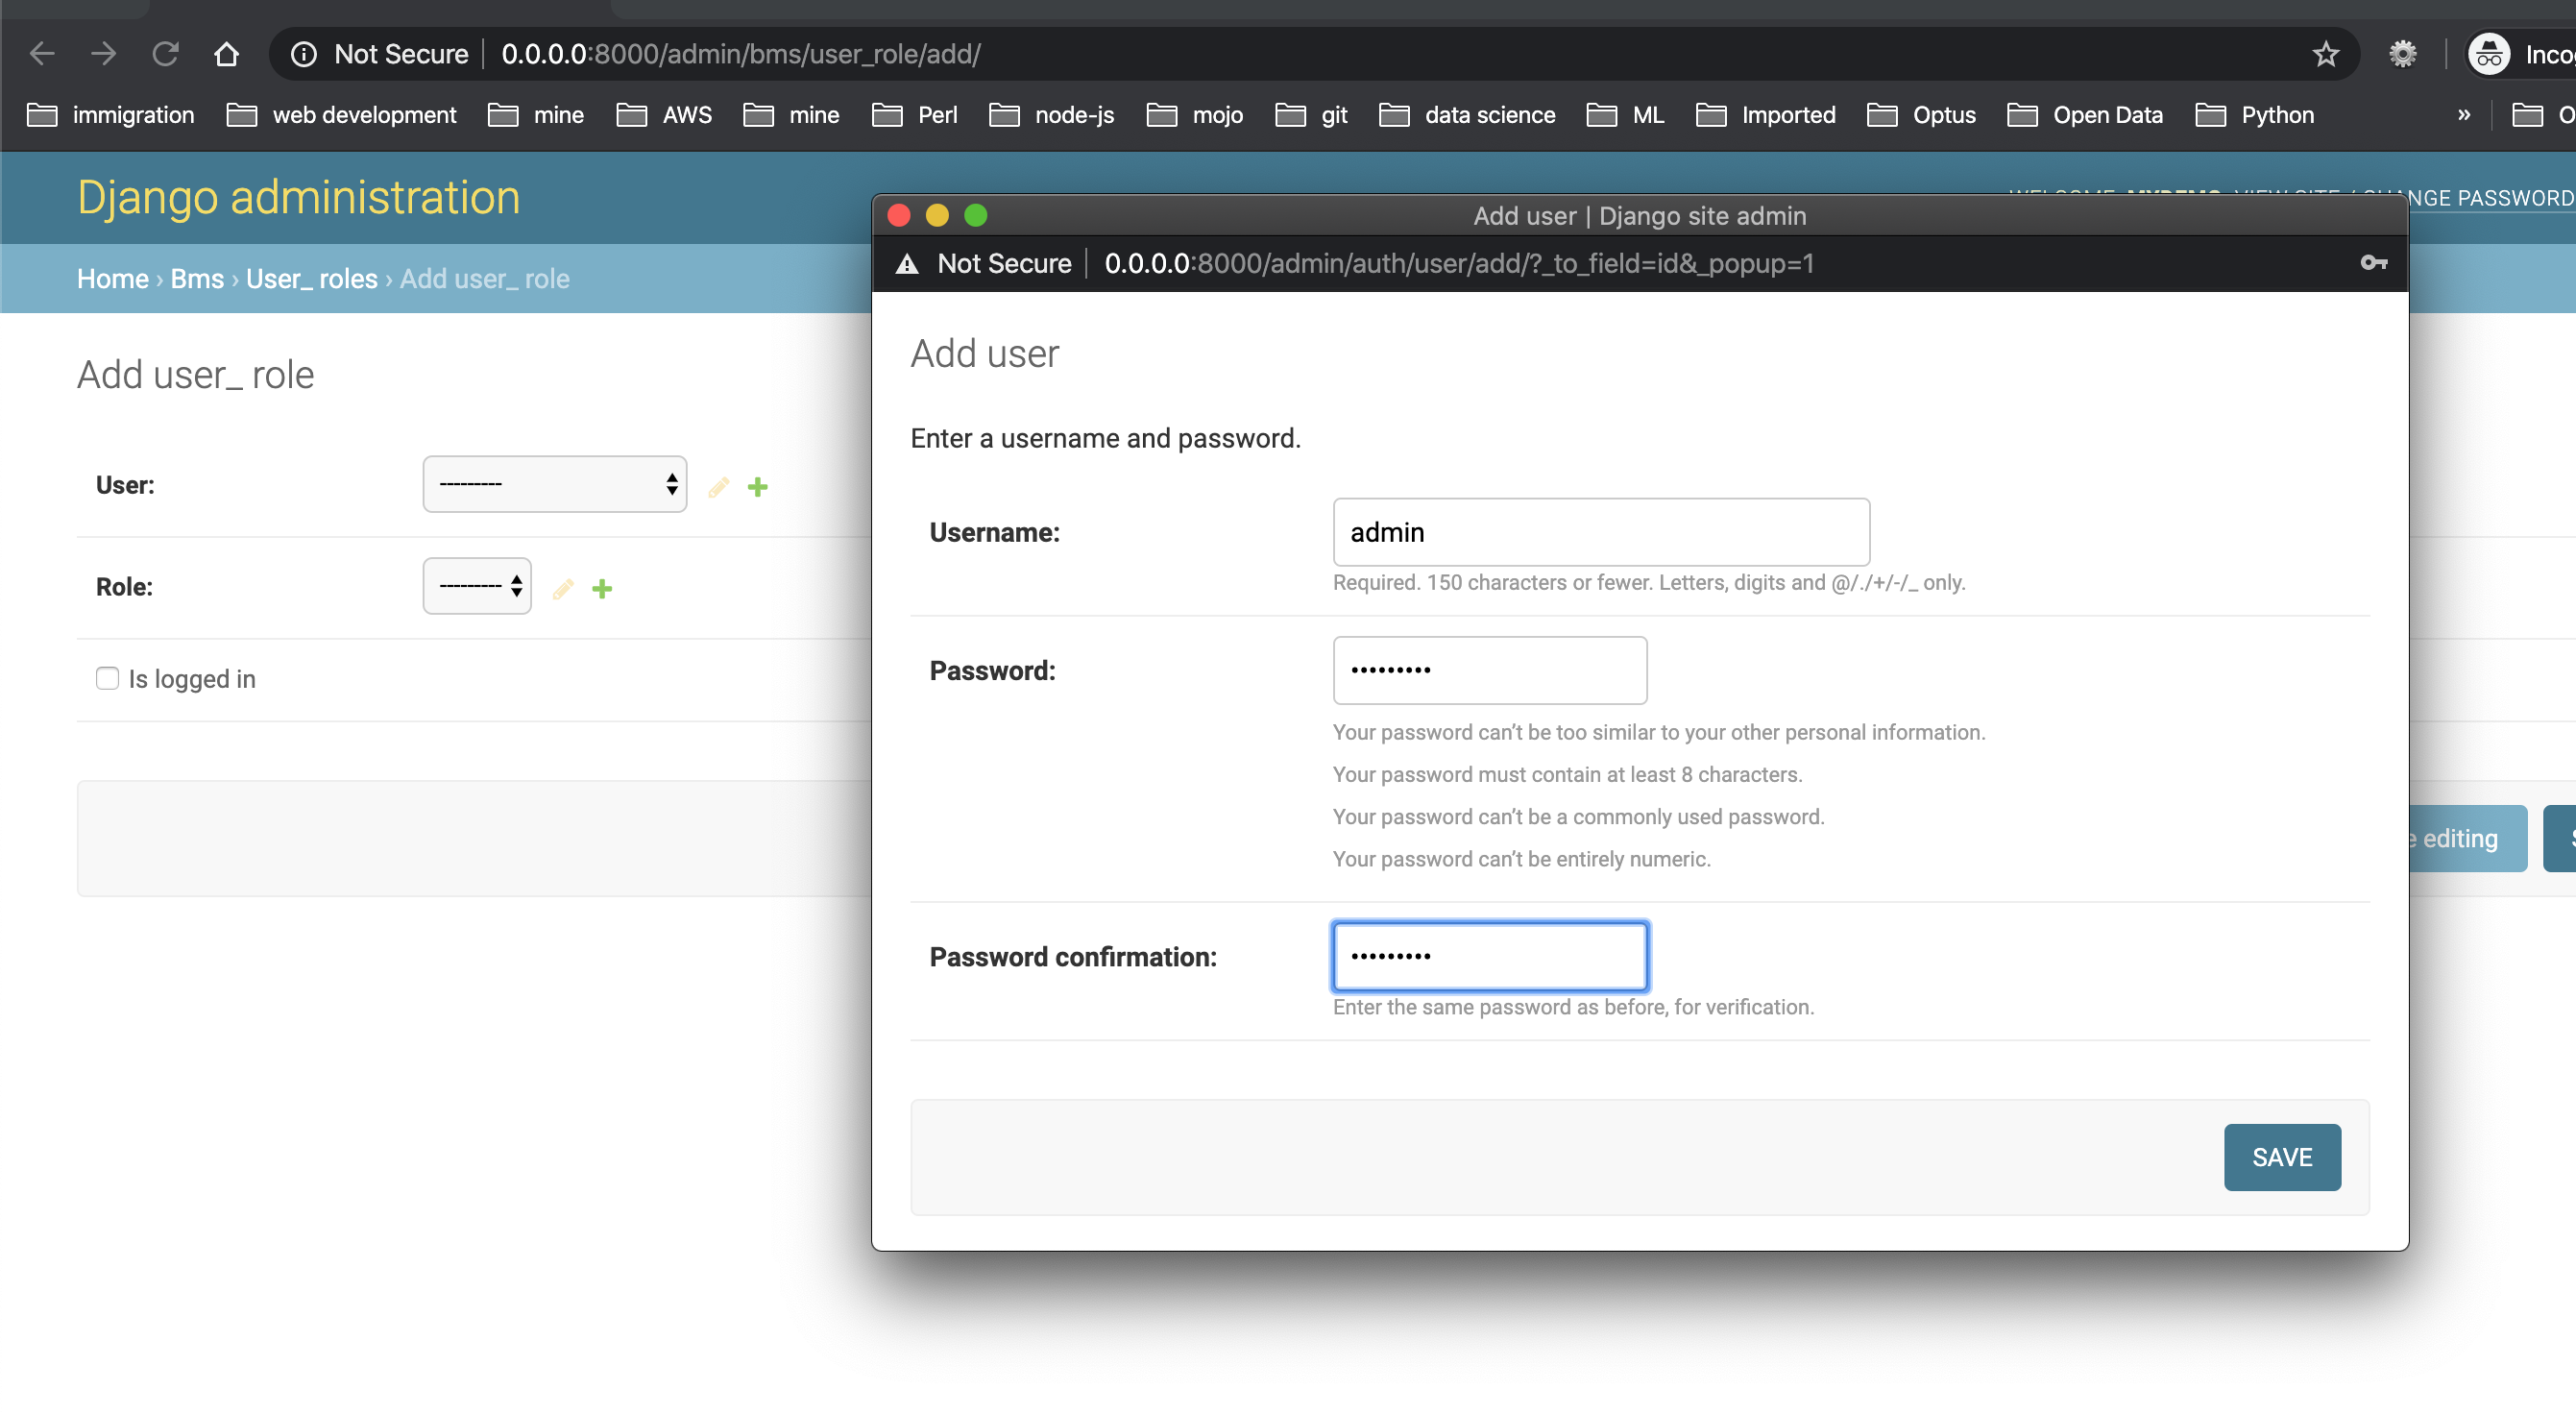 Not Secure | 0.0.0.0:8000/admin/bms/user_role/add/
immigration web development mine AWS mine Perl node-js mojo git data science ML Imported Optus Open Data Python »
Django administration
NGE PASSWORD
Home › Bms › User_ roles › Add user_ role
Add user_ role
User: ---------
Role: ---------
Is logged in
e editing
Add user | Django site admin
Not Secure | 0.0.0.0:8000/admin/auth/user/add/?_to_field=id&_popup=1
Add user
Enter a username and password.
Username: admin
Required. 150 characters or fewer. Letters, digits and @/./+/-/_ only.
Password: •••••••••
Your password can’t be too similar to your other personal information.
Your password must contain at least 8 characters.
Your password can’t be a commonly used password.
Your password can’t be entirely numeric.
Password confirmation: •••••••••
Enter the same password as before, for verification.
SAVE